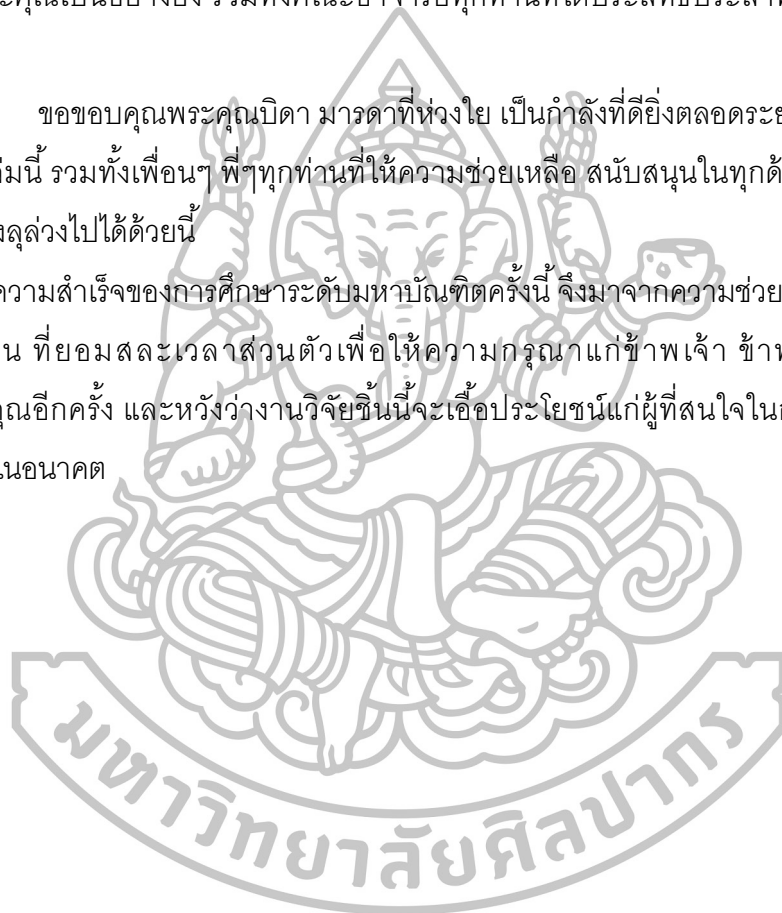 ขอขอบคุณพระคุณบิดา มารดาที่ห่วงใย เป็นกำลังที่ดียิ่งตลอดระย
นี้ รวมทั้งเพื่อนๆ พี่ๆทุกท่านที่ให้ความช่วยเหลือ สนับสนุนในทุกด้
ลุล่วงไปได้ด้วยนี้
ความสำเร็จของการศึกษาระดับมหาบัณฑิตครั้งนี้ จึงมาจากความช่วย
น ที่ยอมสละเวลาส่วนตัวเพื่อให้ความกรุณาแก่ข้าพเจ้า ข้าพ
คุณอีกครั้ง และหวังว่างานวิจัยชิ้นนี้จะเอื้อประโยชน์แก่ผู้ที่สนใจใน
นอนาคต
มหาวิทยาลัยศิลปากร